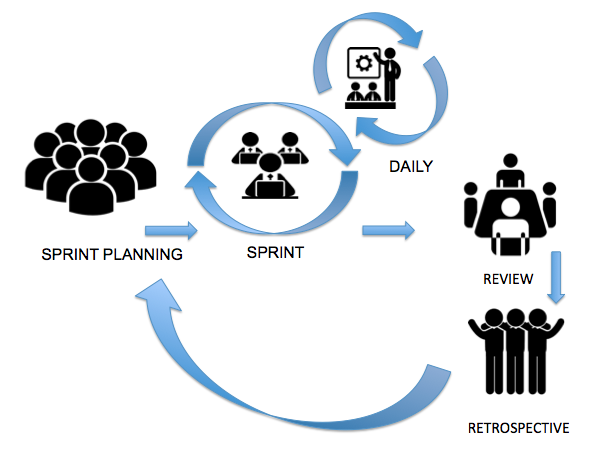 DAILY
SPRINT PLANNING
SPRINT
REVIEW
RETROSPECTIVE